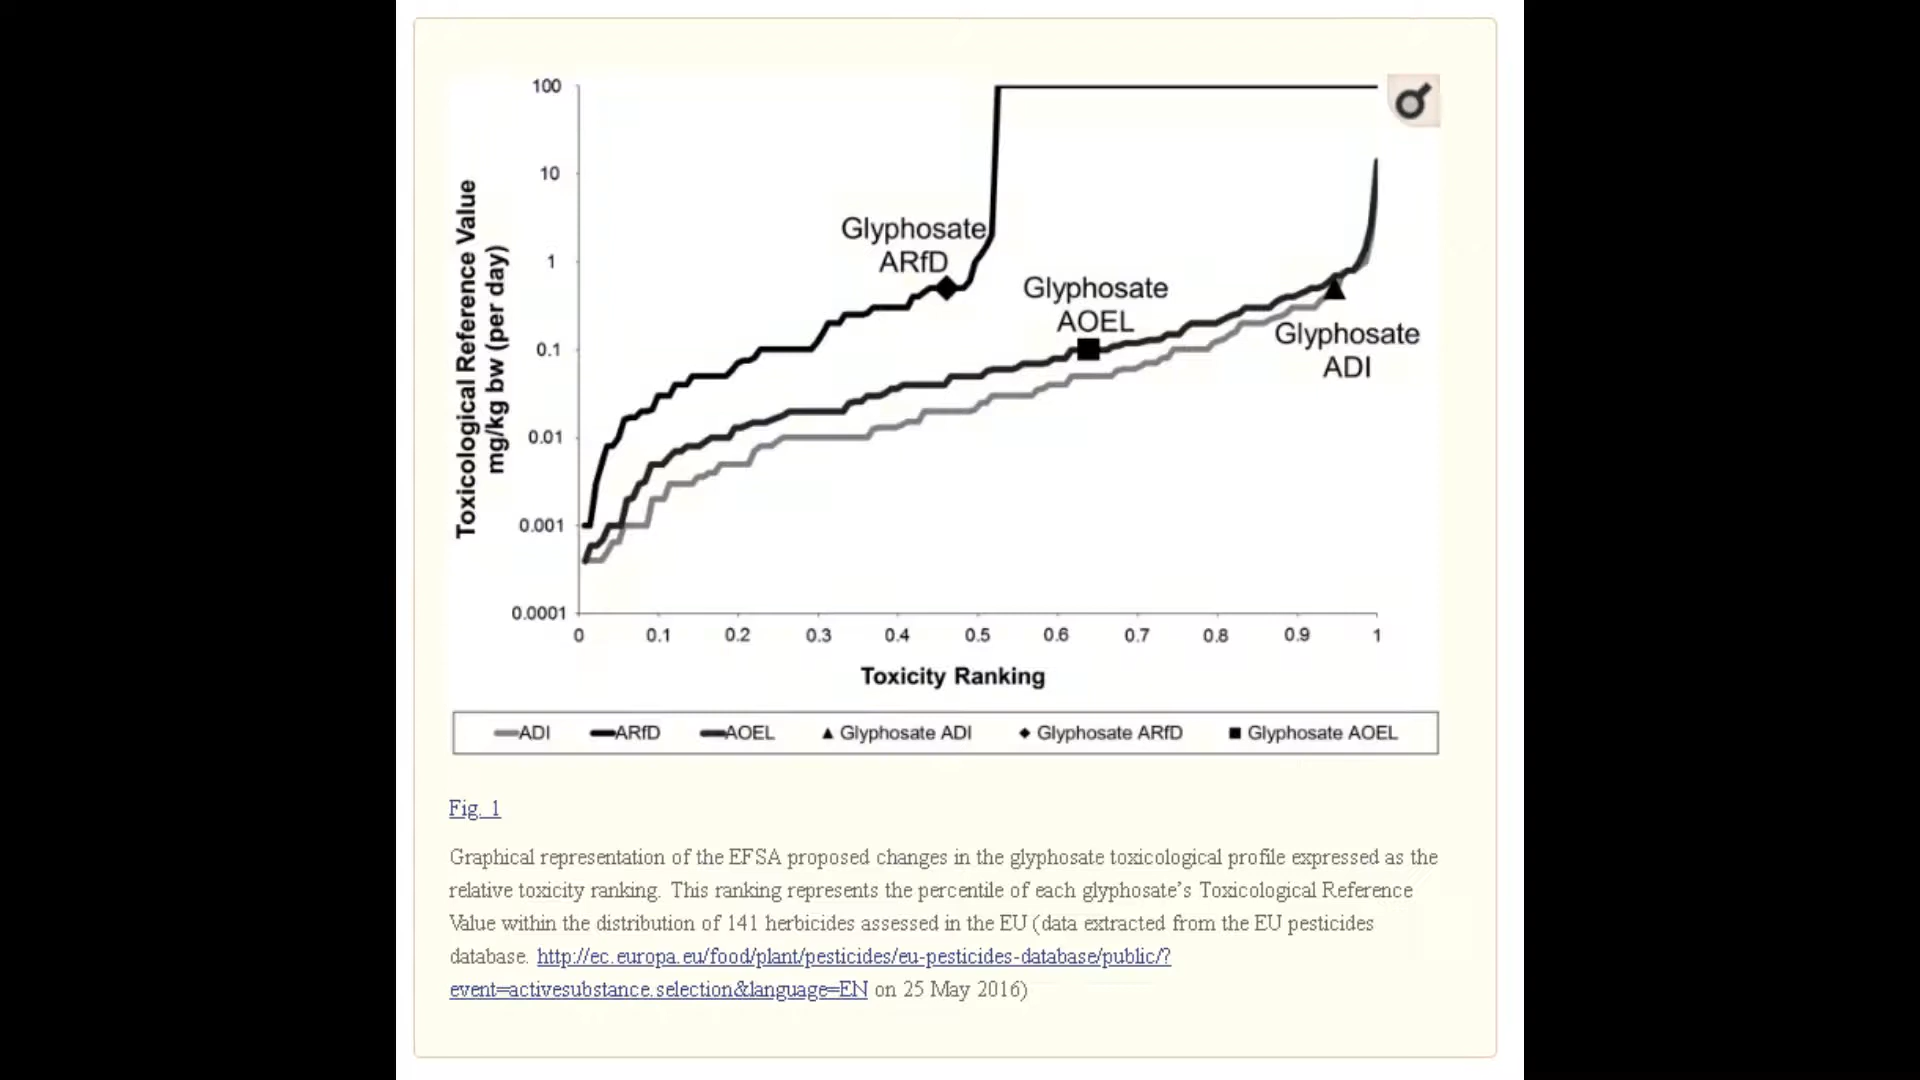 Toxicological Reference Value
mg/kg bw (per day)
100
10
1
0.1
0.01
0.001
0.0001
Glyphosate
ARfD
Glyphosate
AOEL
Glyphosate
ADI
0 0.1 0.2 0.3 0.4 0.5 0.6 0.7 0.8 0.9 1
Toxicity Ranking
ADI ARfD AOEL Glyphosate ADI Glyphosate ARfD Glyphosate AOEL
Fig. 1
Graphical representation of the EFSA proposed changes in the glyphosate toxicological profile expressed as the
relative toxicity ranking. This ranking represents the percentile of each glyphosate’s Toxicological Reference
Value within the distribution of 141 herbicides assessed in the EU (data extracted from the EU pesticides
database. http://ec.europa.eu/food/plant/pesticides/eu-pesticides-database/public/?
event=activesubstance.selection&language=EN on 25 May 2016)